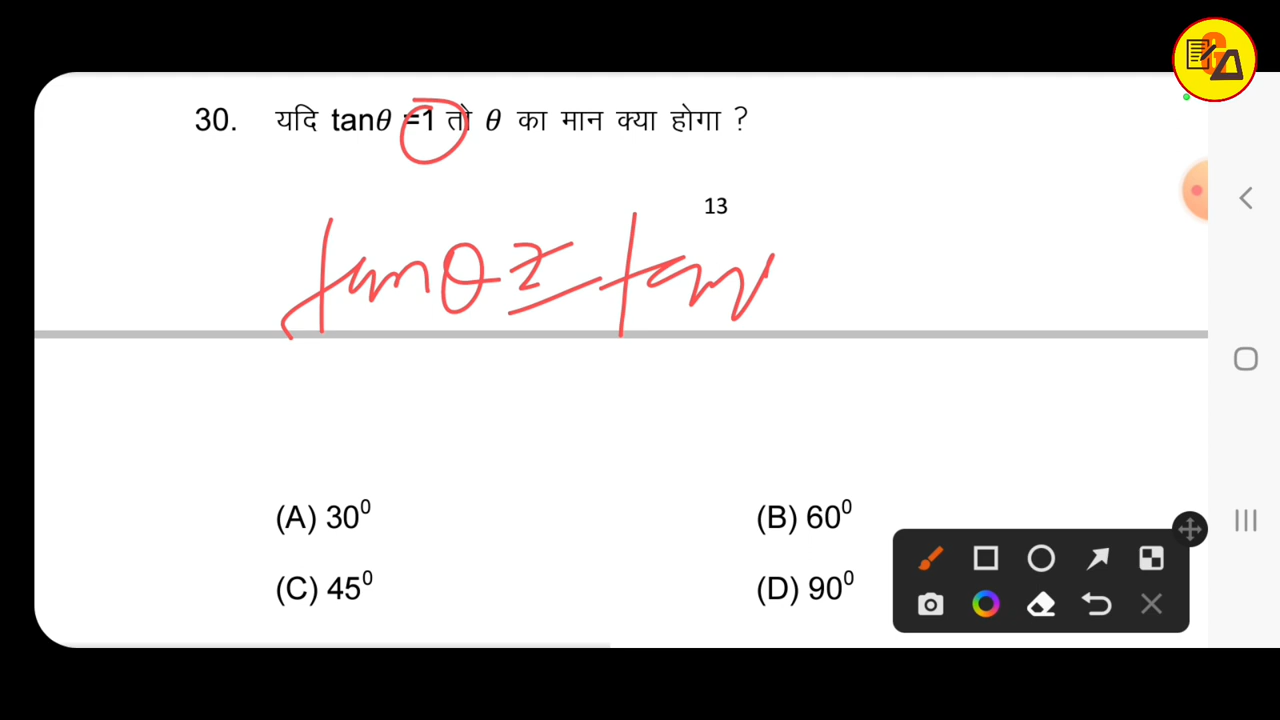 30. यदि tanθ =1 तो θ का मान क्या होगा ?
13
tanθ = tan
(A) 30⁰
(B) 60⁰
(C) 45⁰
(D) 90⁰